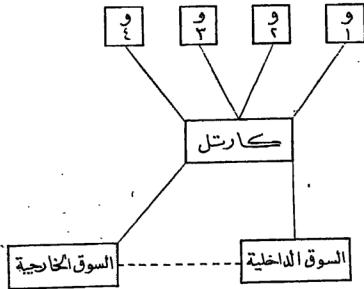 و ١
و ٢
و ٣
و ٤
كارتل
السوق الداخلية
السوق الخارجية